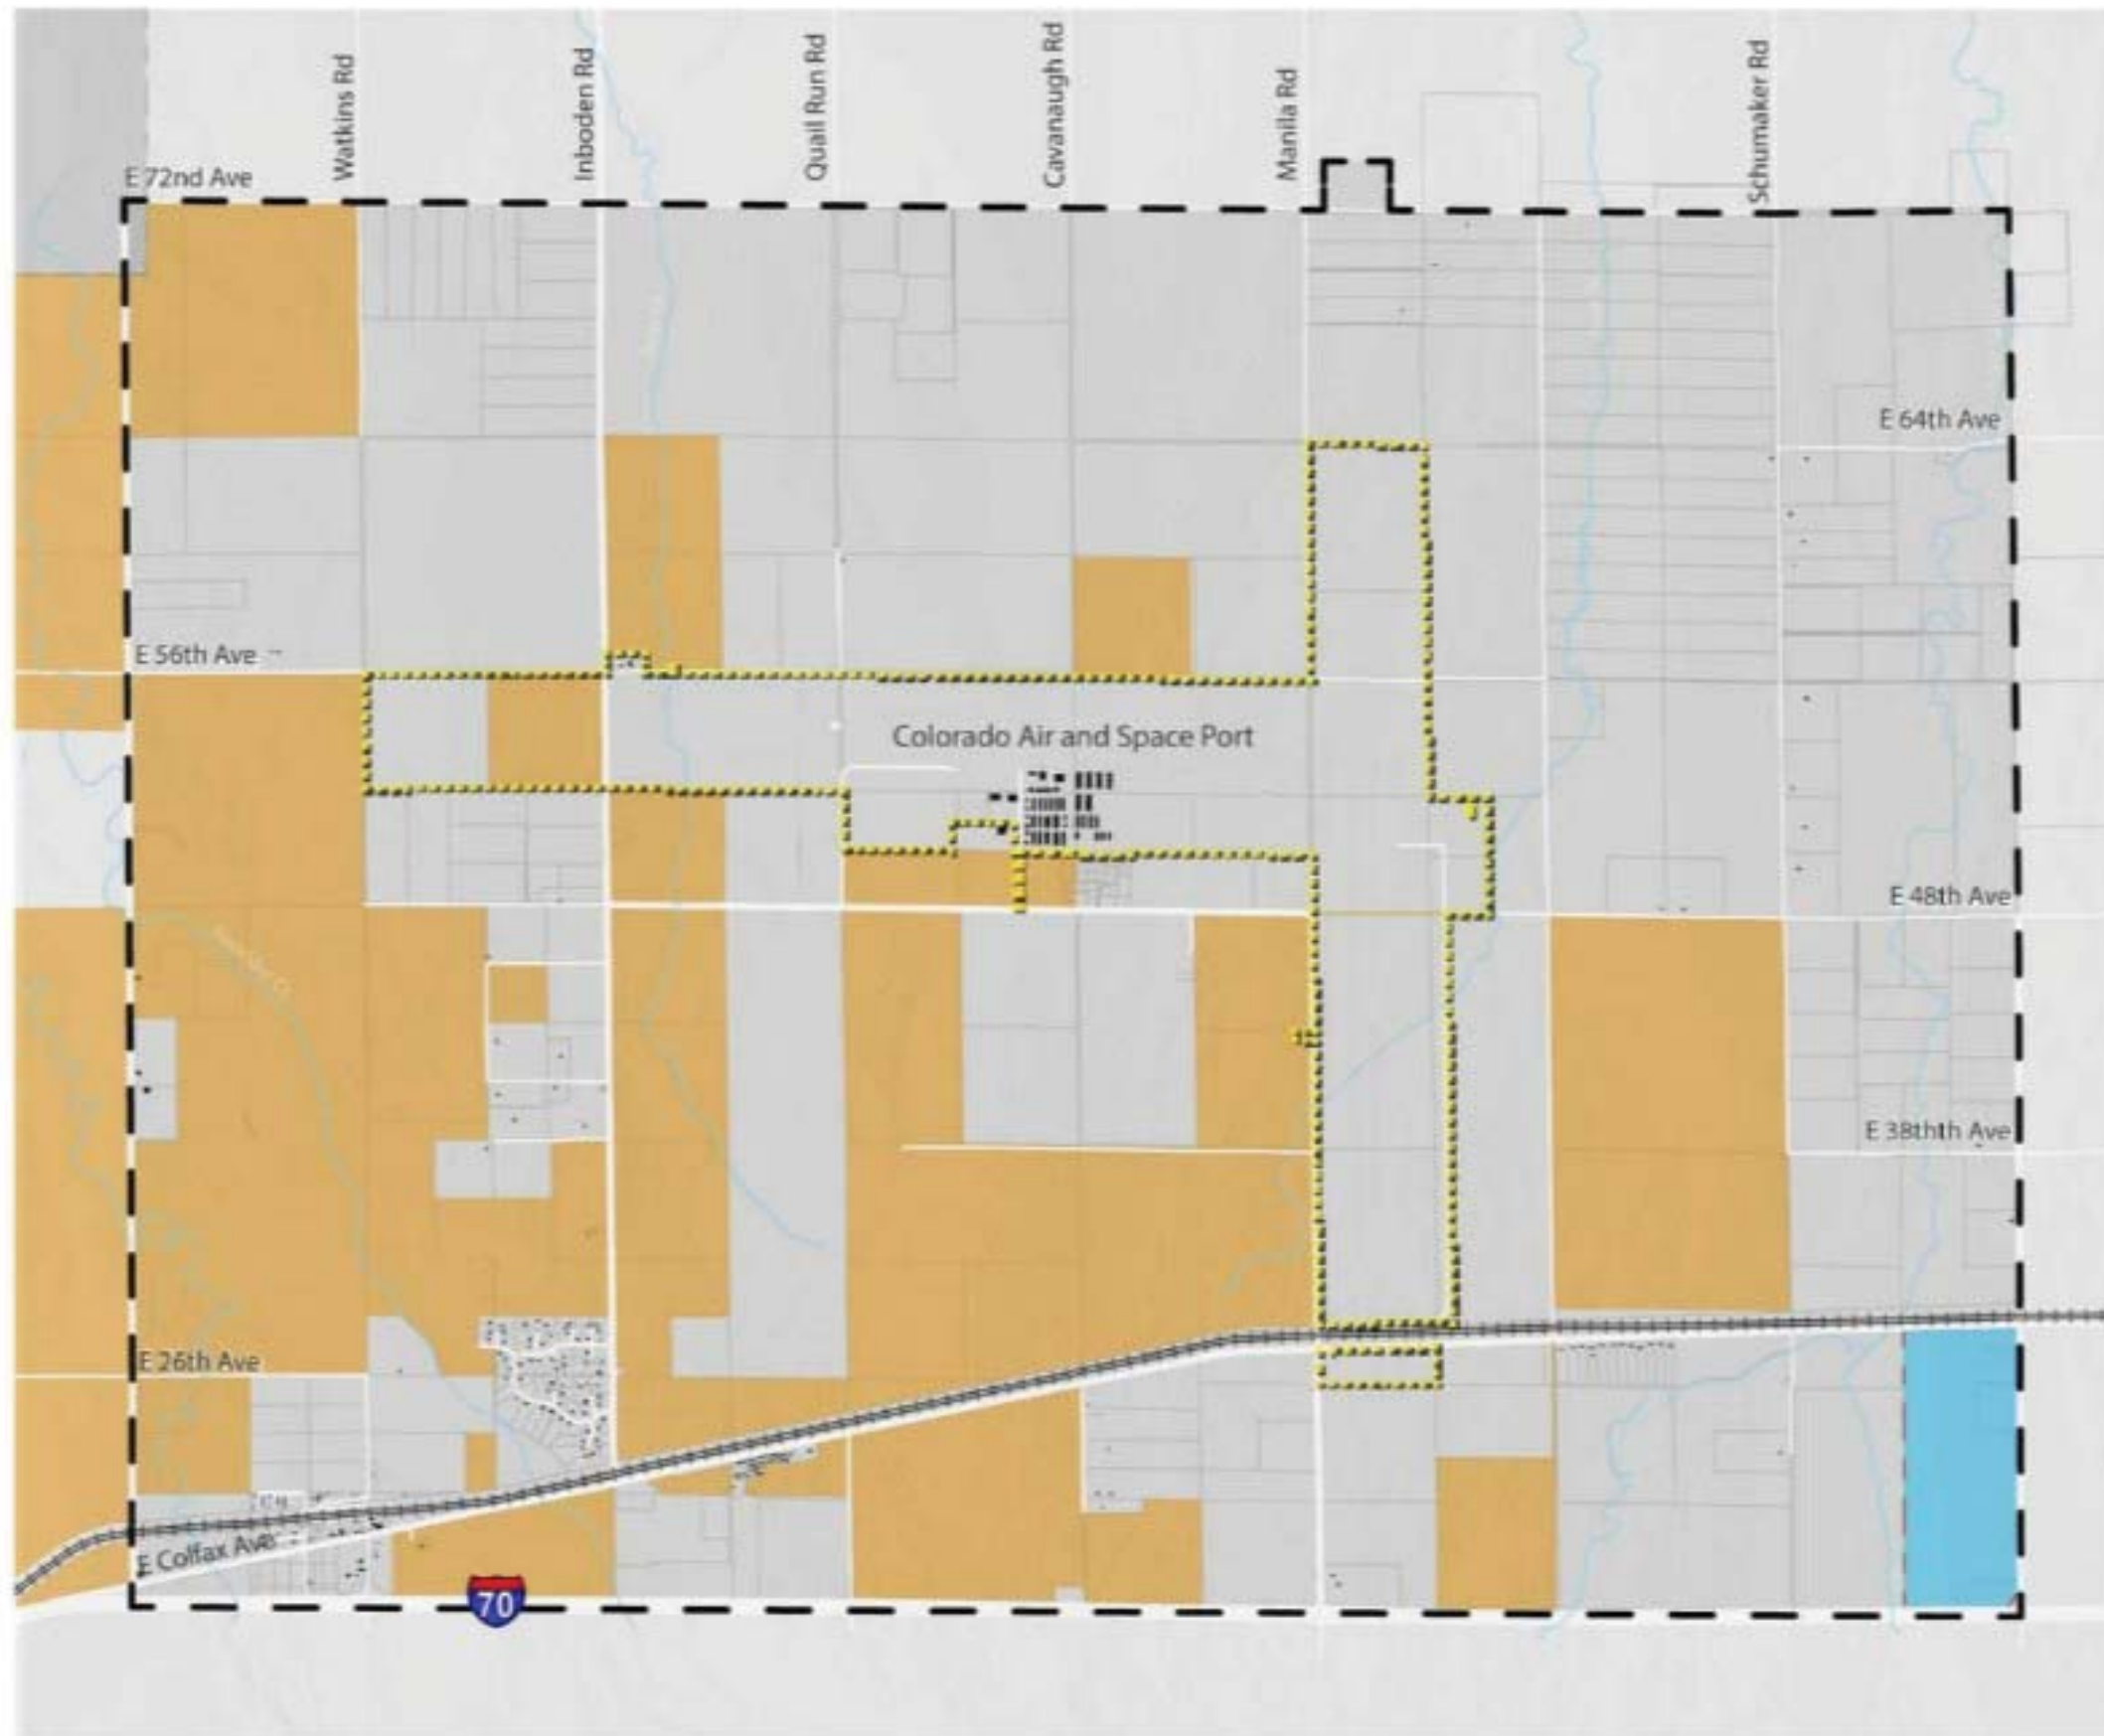 Watkins Rd
Inboden Rd
Quail Run Rd
Cavanaugh Rd
Manila Rd
Schumaker Rd
E 72nd Ave
E 64th Ave
E 56th Ave
Colorado Air and Space Port
E 48th Ave
E 38thth Ave
E 26th Ave
E Colfax Ave
70